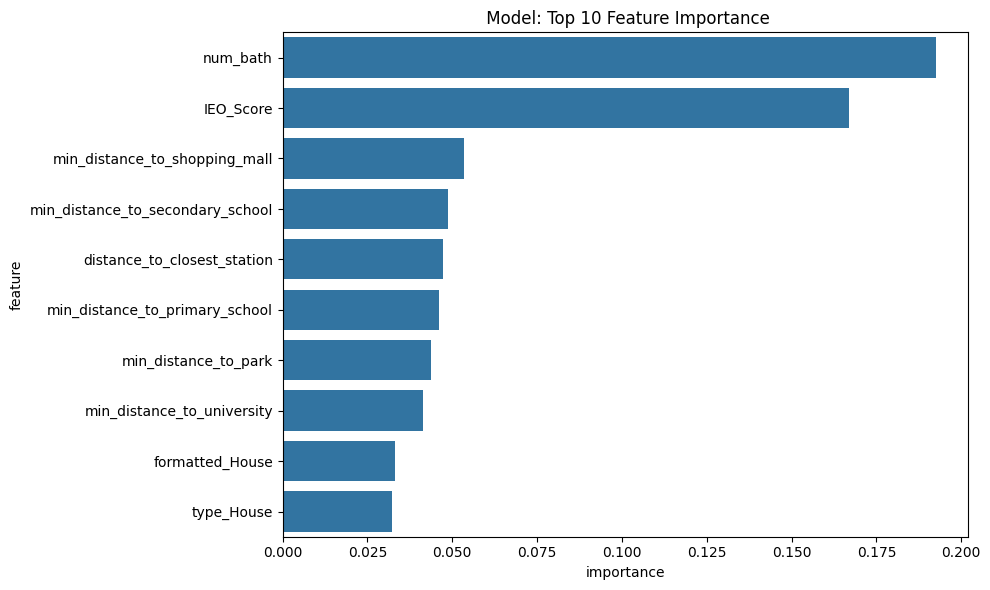 Model: Top 10 Feature Importance
num_bath
IEO_Score
min_distance_to_shopping_mall
min_distance_to_secondary_school
distance_to_closest_station
min_distance_to_primary_school
min_distance_to_park
min_distance_to_university
formatted_House
type_House
feature
0.000 0.025 0.050 0.075 0.100 0.125 0.150 0.175 0.200
importance